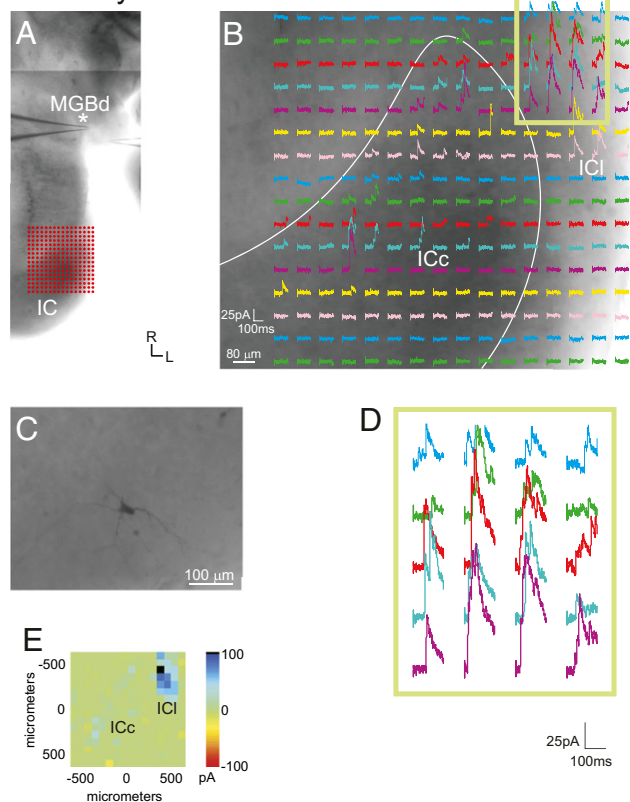 A
MGBd
*
IC
R
L
B
ICl
ICc
25pA
100ms
80 µm
C
100 µm
D
25pA
100ms
E
-500
0
500
micrometers
ICl
ICc
-500 0 500
micrometers
100
0
-100
pA